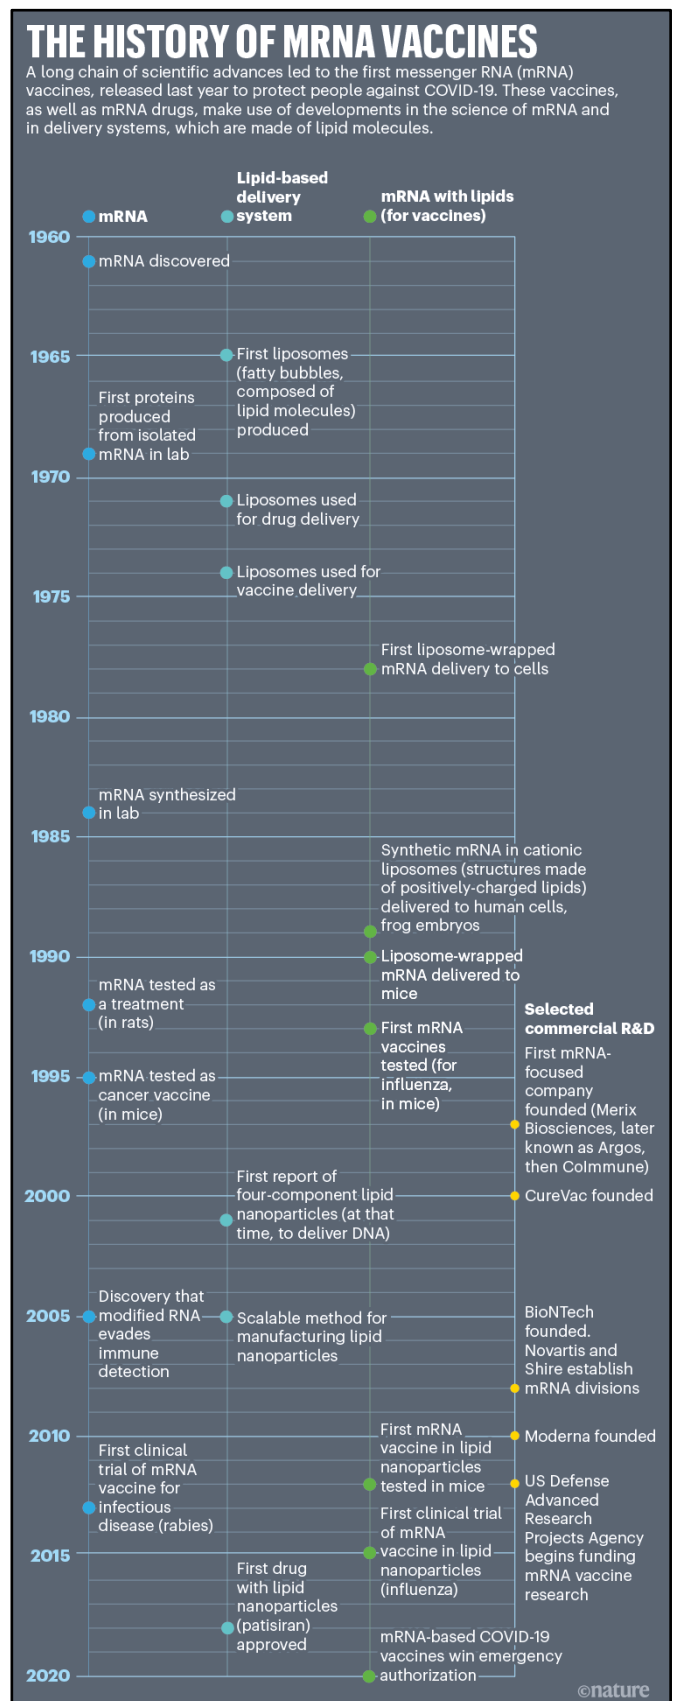 THE HISTORY OF MRNA VACCINES
A long chain of scientific advances led to the first messenger RNA (mRNA)
vaccines, released last year to protect people against COVID-19. These vaccines,
as well as mRNA drugs, make use of developments in the science of mRNA and
in delivery systems, which are made of lipid molecules.
mRNA
Lipid-based
delivery
system
mRNA with lipids
(for vaccines)
1960
mRNA discovered
1965
First liposomes
(fatty bubbles,
composed of
lipid molecules)
produced
First proteins
produced
from isolated
mRNA in lab
1970
Liposomes used
for drug delivery
Liposomes used for
vaccine delivery
1975
First liposome-wrapped
mRNA delivery to cells
1980
mRNA synthesized
in lab
1985
Synthetic mRNA in cationic
liposomes (structures made
of positively-charged lipids)
delivered to human cells,
frog embryos
1990
Liposome-wrapped
mRNA delivered to
mice
mRNA tested as
a treatment
(in rats)
First mRNA
vaccines
tested (for
influenza,
in mice)
Selected
commercial R&D
First mRNA-
focused
company
founded (Merix
Biosciences, later
known as Argos,
then CoImmune)
1995
mRNA tested as
cancer vaccine
(in mice)
2000
CureVac founded
First report of
four-component lipid
nanoparticles (at that
time, to deliver DNA)
2005
Discovery that
modified RNA
evades
immune
detection
Scalable method for
manufacturing lipid
nanoparticles
BioNTech
founded.
Novartis and
Shire establish
mRNA divisions
2010
Moderna founded
First mRNA
vaccine in lipid
nanoparticles
tested in mice
First clinical
trial of mRNA
vaccine for
infectious
disease (rabies)
US Defense
Advanced
Research
Projects Agency
begins funding
mRNA vaccine
research
First clinical trial
of mRNA
vaccine in lipid
nanoparticles
(influenza)
2015
First drug
with lipid
nanoparticles
(patisiran)
approved
mRNA-based COVID-19
vaccines win emergency
authorization
2020
©nature